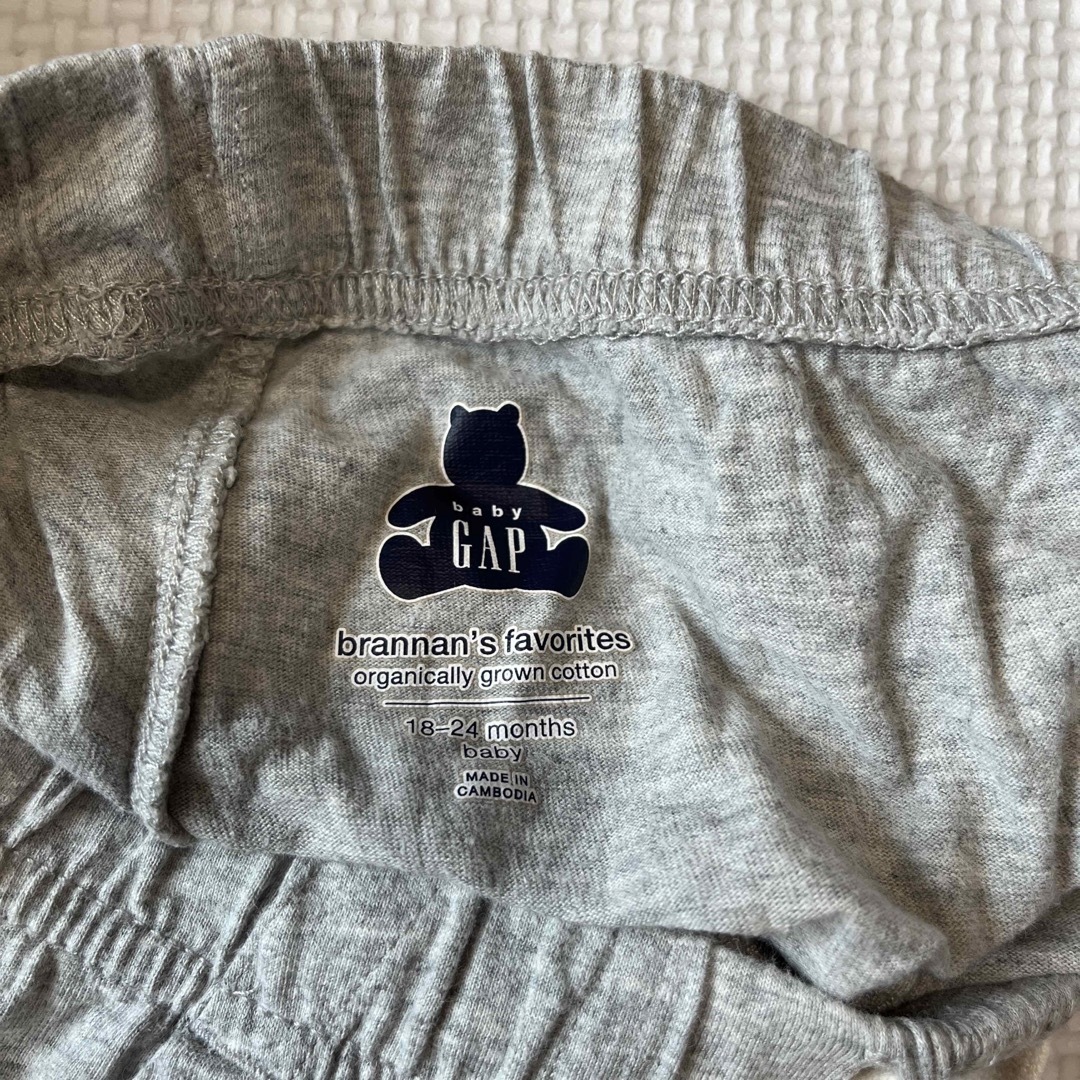 baby
GAP
brannan's favorites
organically grown cotton
18–24 months
baby
MADE IN
CAMBODIA